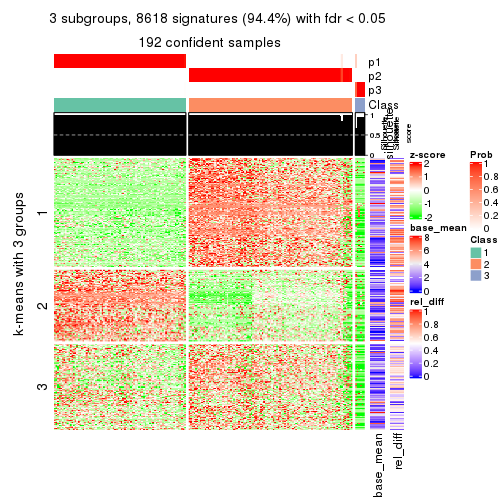 3 subgroups, 8618 signatures (94.4%) with fdr < 0.05
192 confident samples
p1
p2
p3
Class
1
0.5
0
silhouette
score
k-means with 3 groups
1
2
3
base_mean
rel_diff
z-score
2
1
0
-1
-2
base_mean
8
6
4
2
0
rel_diff
1
0.8
0.6
0.4
0.2
0
Prob
1
0.8
0.6
0.4
0.2
0
Class
1
2
3